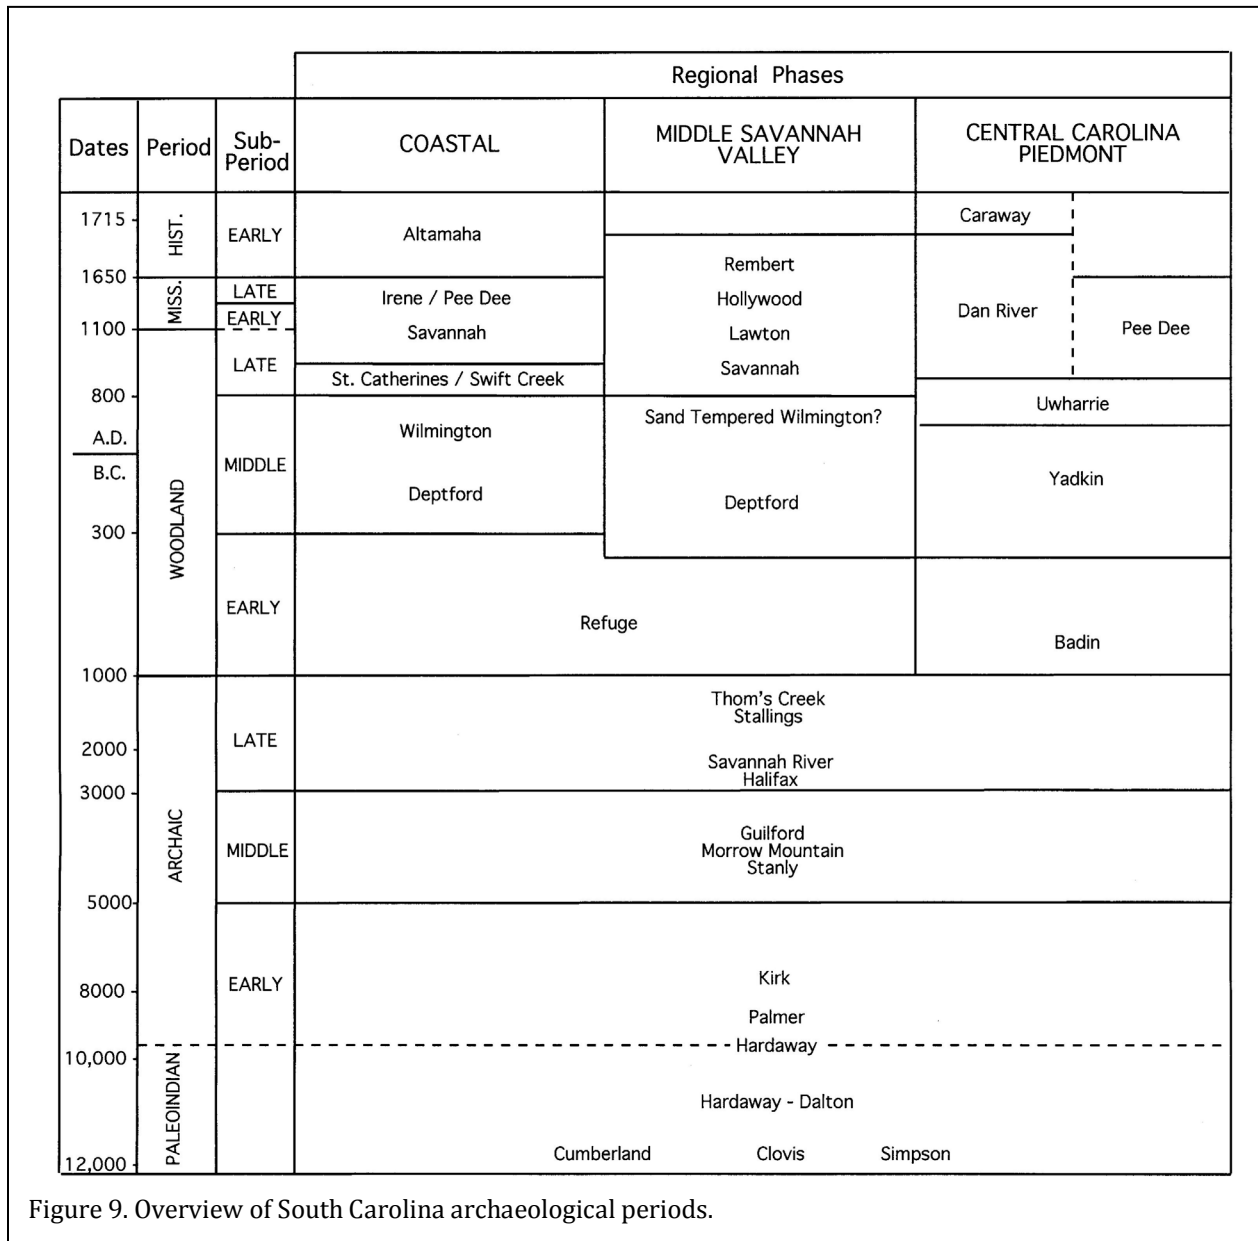 Regional Phases
Dates
Period
Sub-
Period
COASTAL
MIDDLE SAVANNAH
VALLEY
CENTRAL CAROLINA
PIEDMONT
1715
HIST.
EARLY
Altamaha
Caraway
1650
MISS.
LATE
EARLY
Irene / Pee Dee
Savannah
Rembert
Hollywood
Lawton
Savannah
Dan River
Pee Dee
1100
LATE
St. Catherines / Swift Creek
800
A.D.
B.C.
WOODLAND
MIDDLE
Wilmington
Deptford
Sand Tempered Wilmington?
Deptford
Uwharrie
Yadkin
300
EARLY
Refuge
Badin
1000
ARCHAIC
LATE
Thom's Creek
Stallings
2000
Savannah River
Halifax
3000
MIDDLE
Guilford
Morrow Mountain
Stanly
5000
EARLY
Kirk
8000
Palmer
Hardaway
10,000
PALEOINDIAN
Hardaway - Dalton
12,000
Cumberland
Clovis
Simpson
Figure 9. Overview of South Carolina archaeological periods.